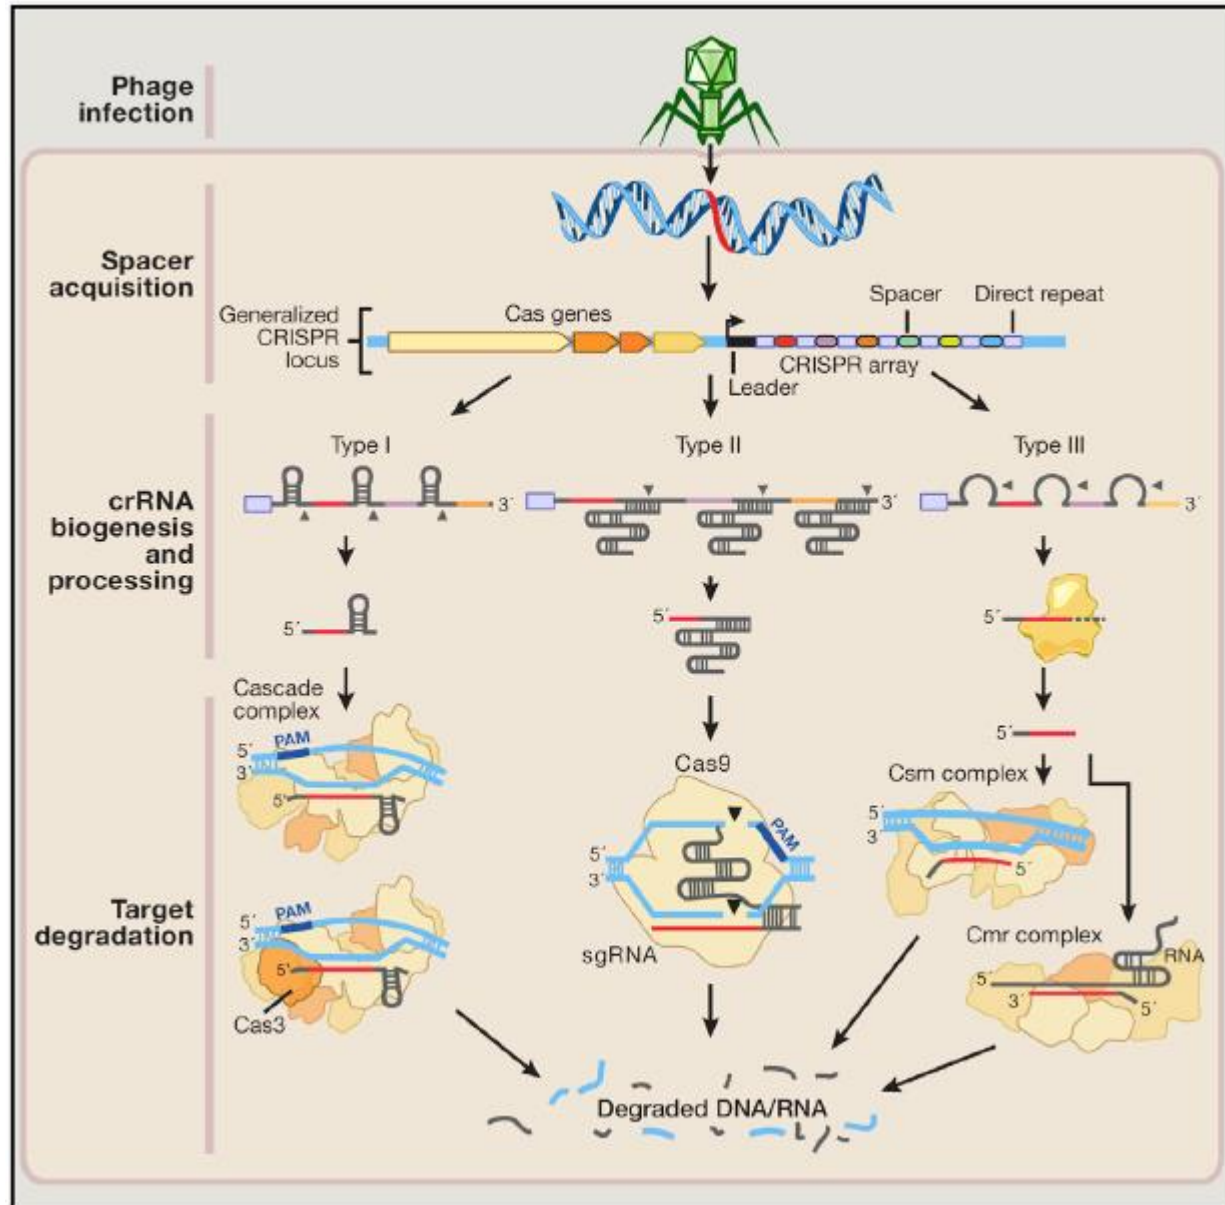 Phage
infection
Spacer
acquisition
Generalized
CRISPR
locus
Cas genes
Spacer
Direct repeat
CRISPR array
Leader
crRNA
biogenesis
and
processing
Type I
Type II
Type III
3´
3´
3´
5´
5´
5´
5´
Target
degradation
Cascade
complex
PAM
5´
3´
5´
PAM
5´
3´
5´
Cas3
Cas9
PAM
5´
3´
sgRNA
Csm complex
5´
3´
5´
Cmr complex
RNA
5´
3´
5´
Degraded DNA/RNA